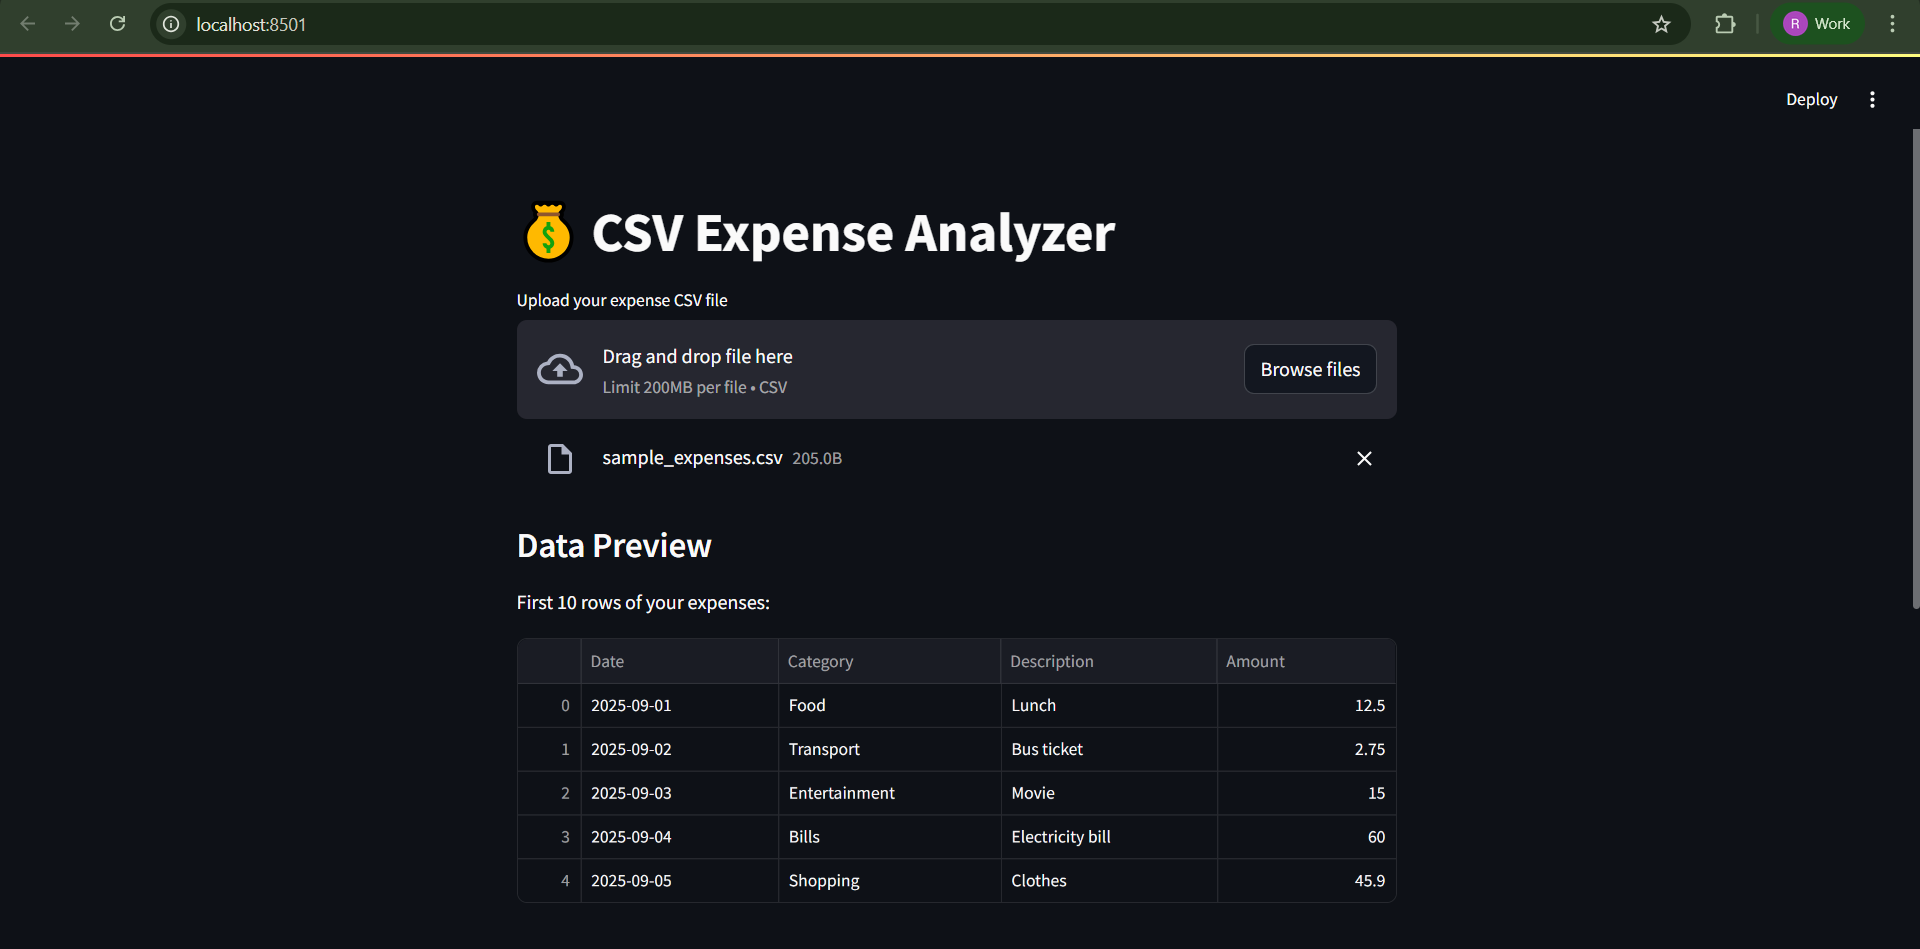 localhost:8501
R Work
Deploy
CSV Expense Analyzer
Upload your expense CSV file
Drag and drop file here
Limit 200MB per file • CSV
Browse files
sample_expenses.csv 205.0B
Data Preview
First 10 rows of your expenses:
Date Category Description Amount
0 2025-09-01 Food Lunch 12.5
1 2025-09-02 Transport Bus ticket 2.75
2 2025-09-03 Entertainment Movie 15
3 2025-09-04 Bills Electricity bill 60
4 2025-09-05 Shopping Clothes 45.9